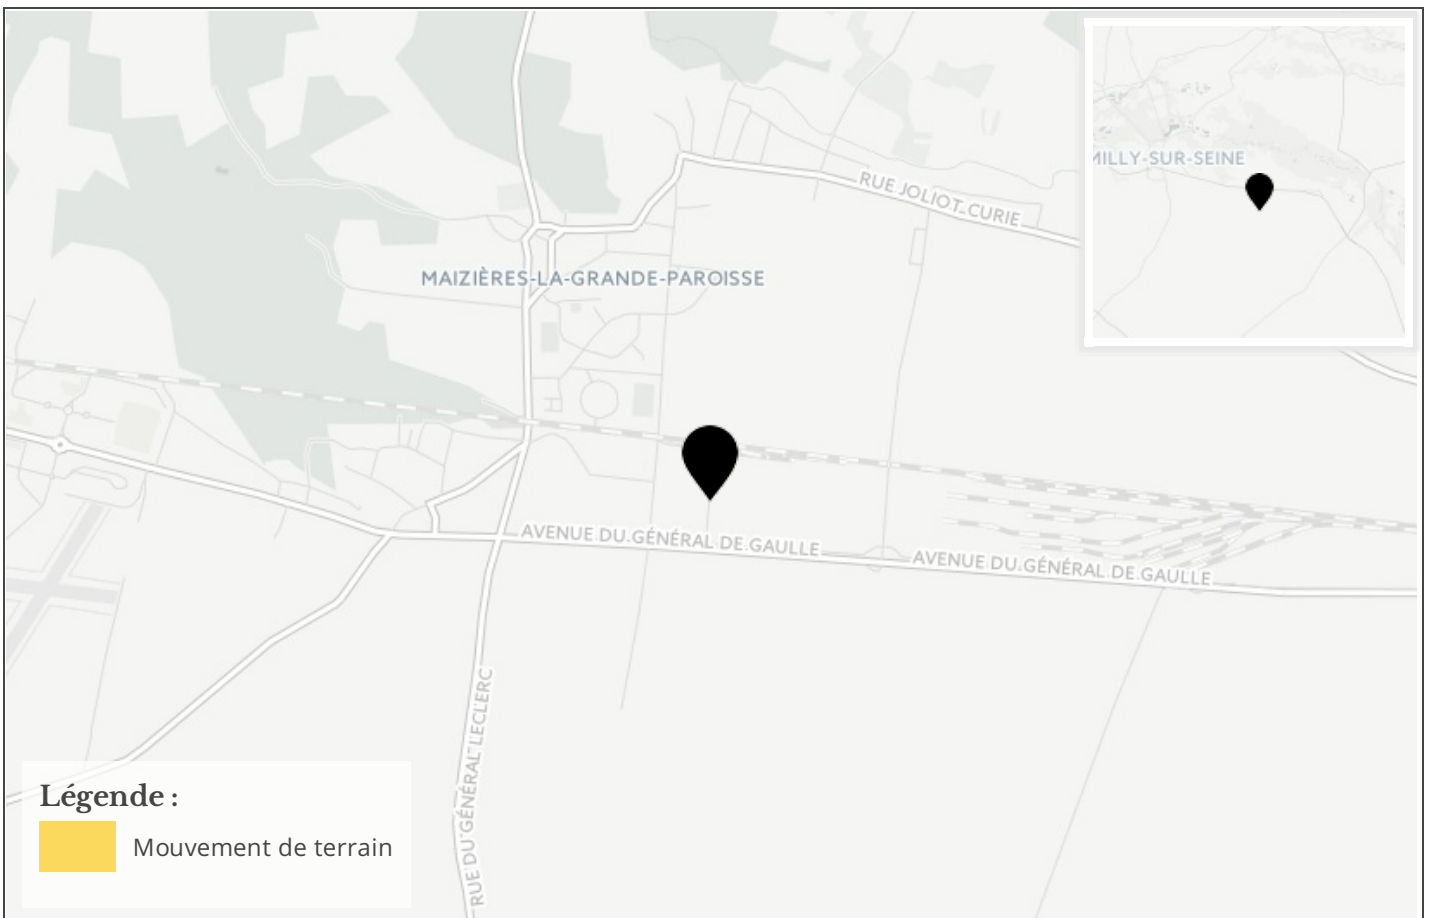 MILLY-SUR-SEINE
RUE JOLIOT CURIE
MAIZIÈRES-LA-GRANDE-PAROISSE
AVENUE DU GÉNÉRAL DE GAULLE
AVENUE DU GÉNÉRAL DE GAULLE
RUE DU GÉNÉRAL LECLERC
Légende :
Mouvement de terrain